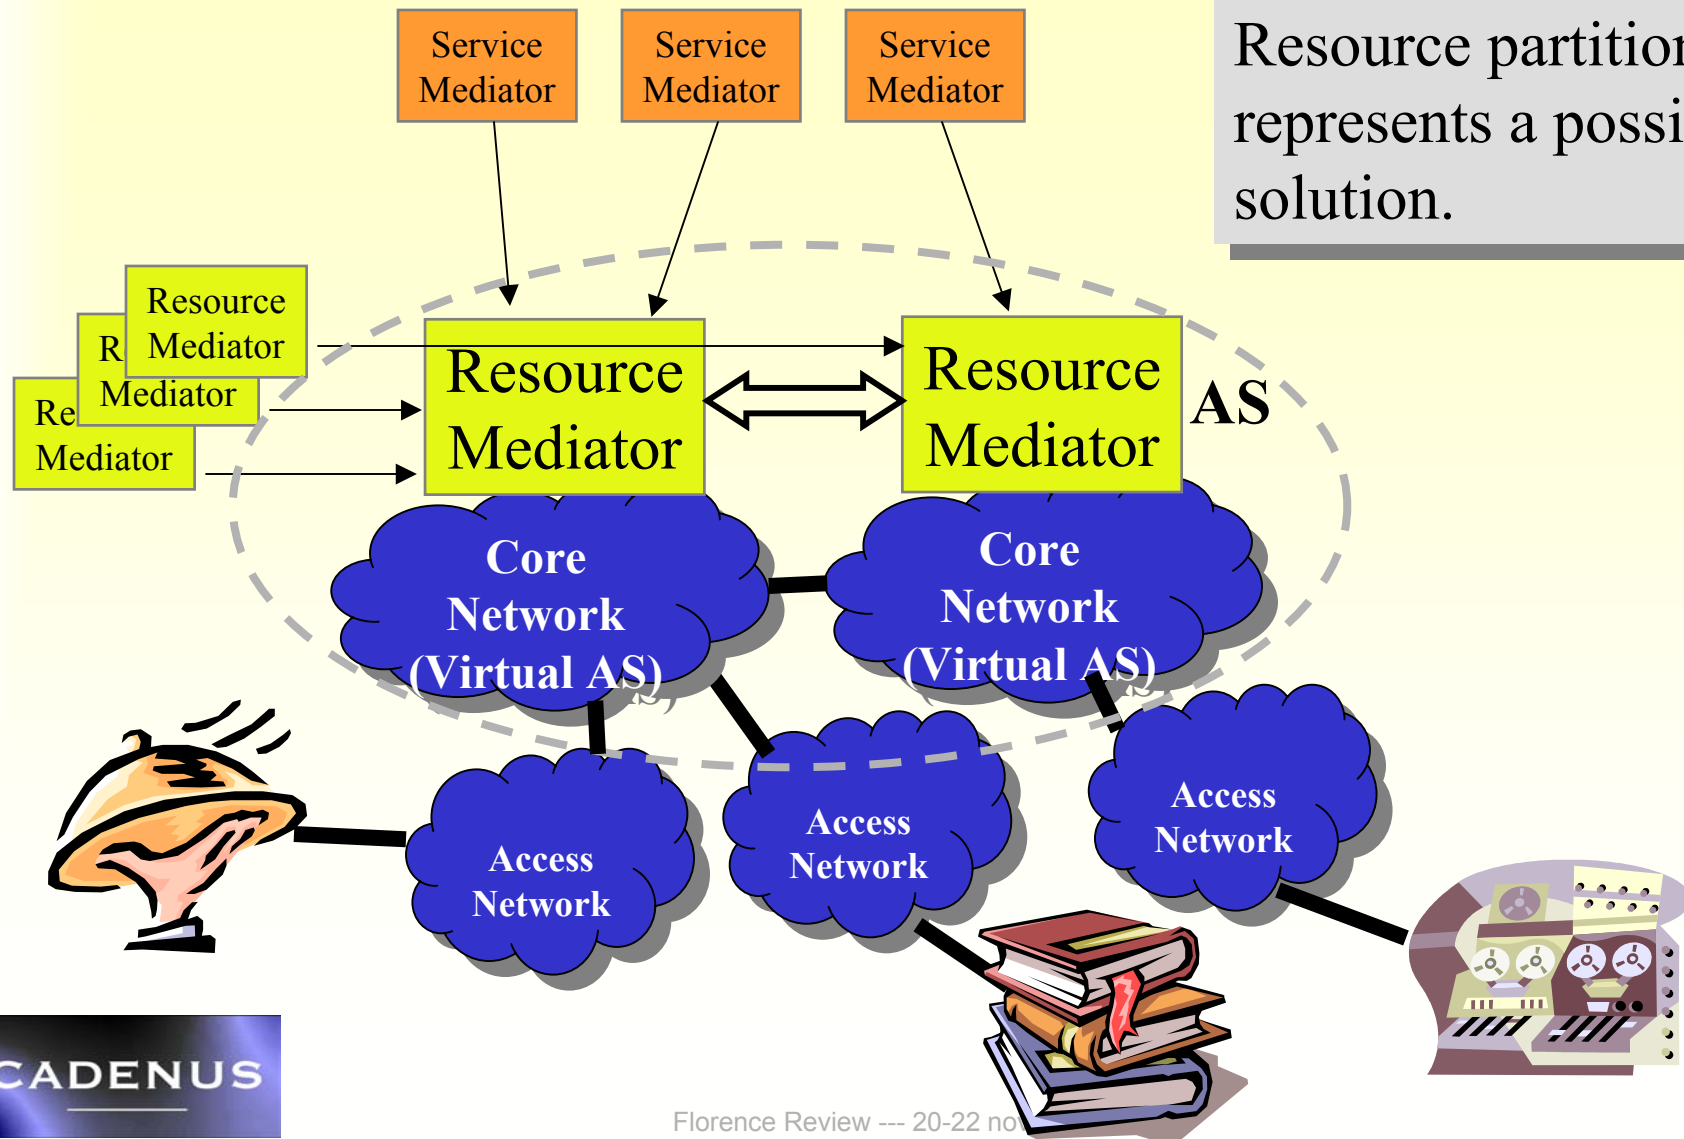 Service
Mediator
Service
Mediator
Service
Mediator
Resource partition
represents a possi
solution.
Resource
Mediator
R
Mediator
Re
Mediator
Resource
Mediator
Resource
Mediator
AS
Core
Network
(Virtual AS)
Core
Network
(Virtual AS)
Access
Network
Access
Network
Access
Network
CADENUS
Florence Review --- 20-22 nov